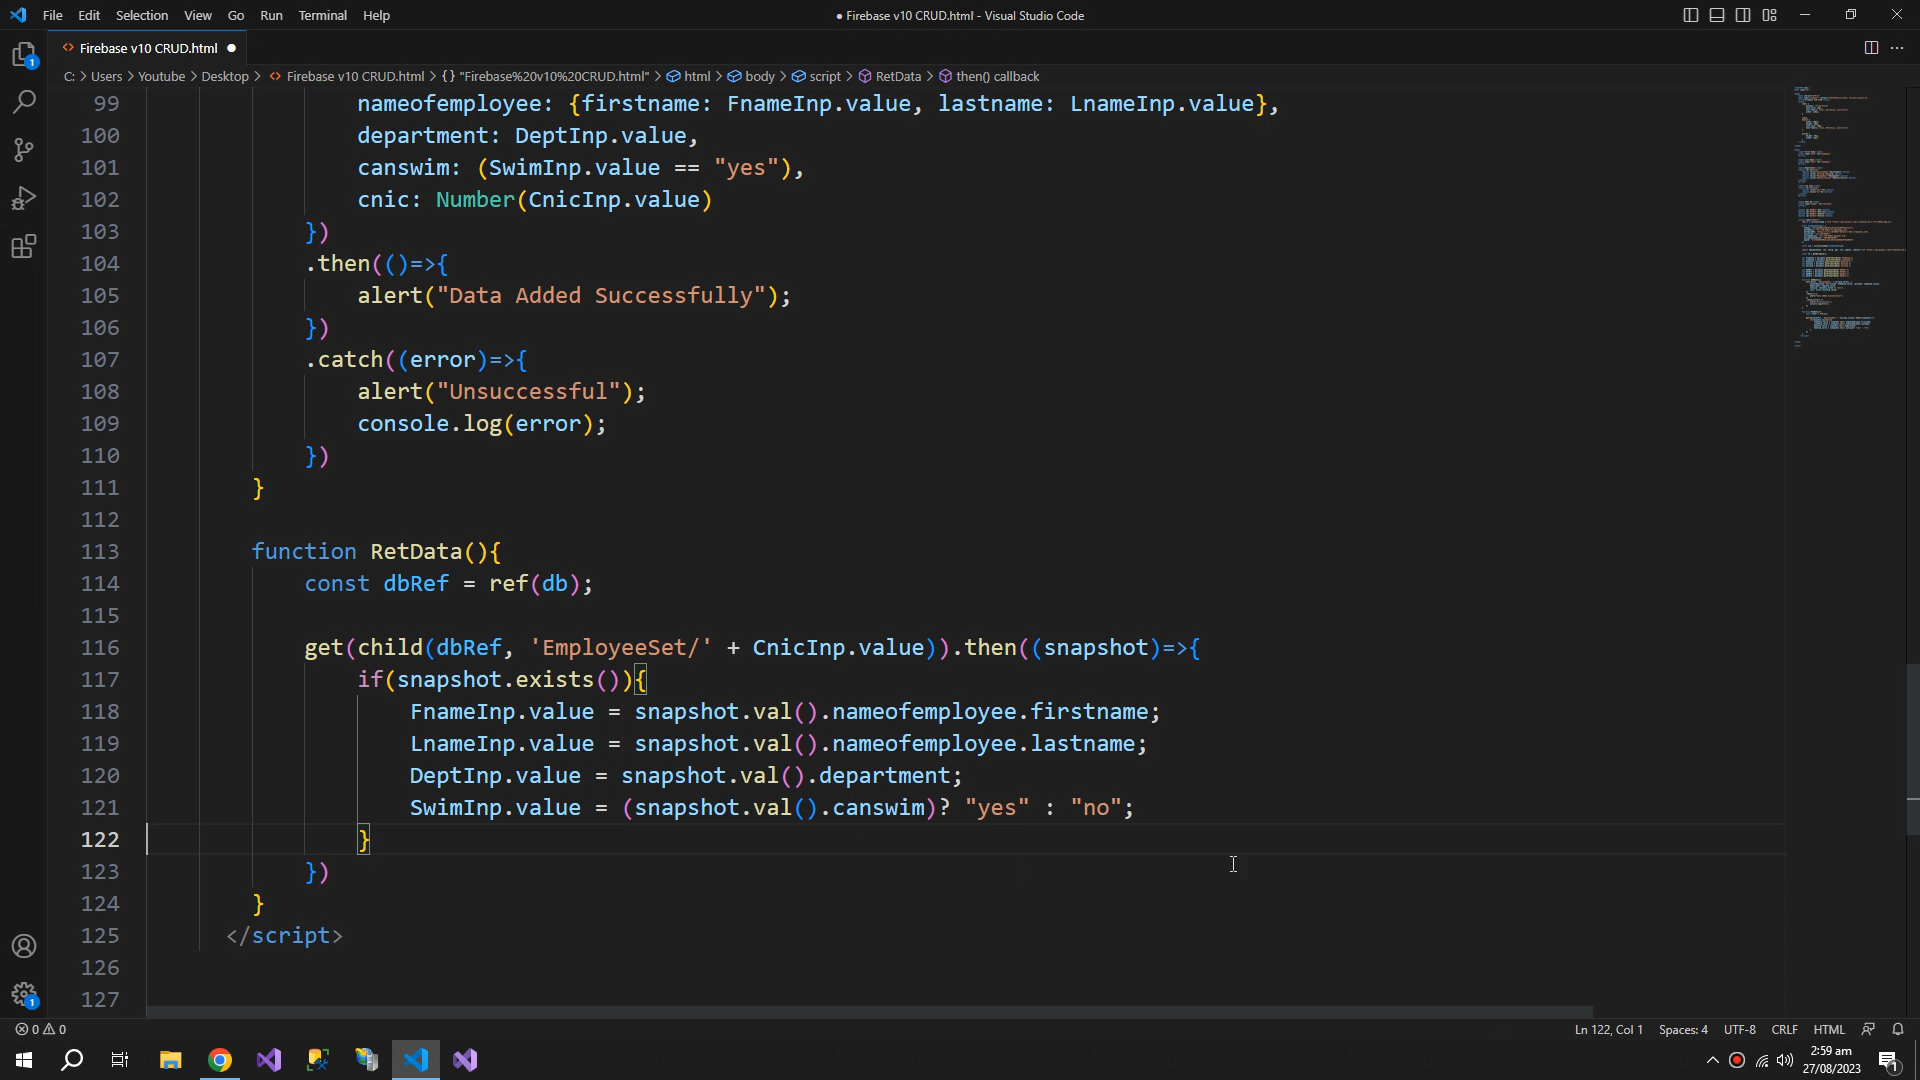 File Edit Selection View Go Run Terminal Help
● Firebase v10 CRUD.html - Visual Studio Code
<> Firebase v10 CRUD.html ●
C: > Users > Youtube > Desktop > <> Firebase v10 CRUD.html > {} "Firebase%20v10%20CRUD.html" > html > body > script > RetData > then() callback
99 nameofemployee: {firstname: FnameInp.value, lastname: LnameInp.value},
100 department: DeptInp.value,
101 canswim: (SwimInp.value == "yes"),
102 cnic: Number(CnicInp.value)
103 })
104 .then(()=>{
105 alert("Data Added Successfully");
106 })
107 .catch((error)=>{
108 alert("Unsuccessful");
109 console.log(error);
110 })
111 }
112
113 function RetData(){
114 const dbRef = ref(db);
115
116 get(child(dbRef, 'EmployeeSet/' + CnicInp.value)).then((snapshot)=>{
117 if(snapshot.exists()){
118 FnameInp.value = snapshot.val().nameofemployee.firstname;
119 LnameInp.value = snapshot.val().nameofemployee.lastname;
120 DeptInp.value = snapshot.val().department;
121 SwimInp.value = (snapshot.val().canswim)? "yes" : "no";
122 }
123 })
124 }
125 </script>
126
127
0 0
Ln 122, Col 1 Spaces: 4 UTF-8 CRLF HTML
2:59 am
27/08/2023
1
1
1